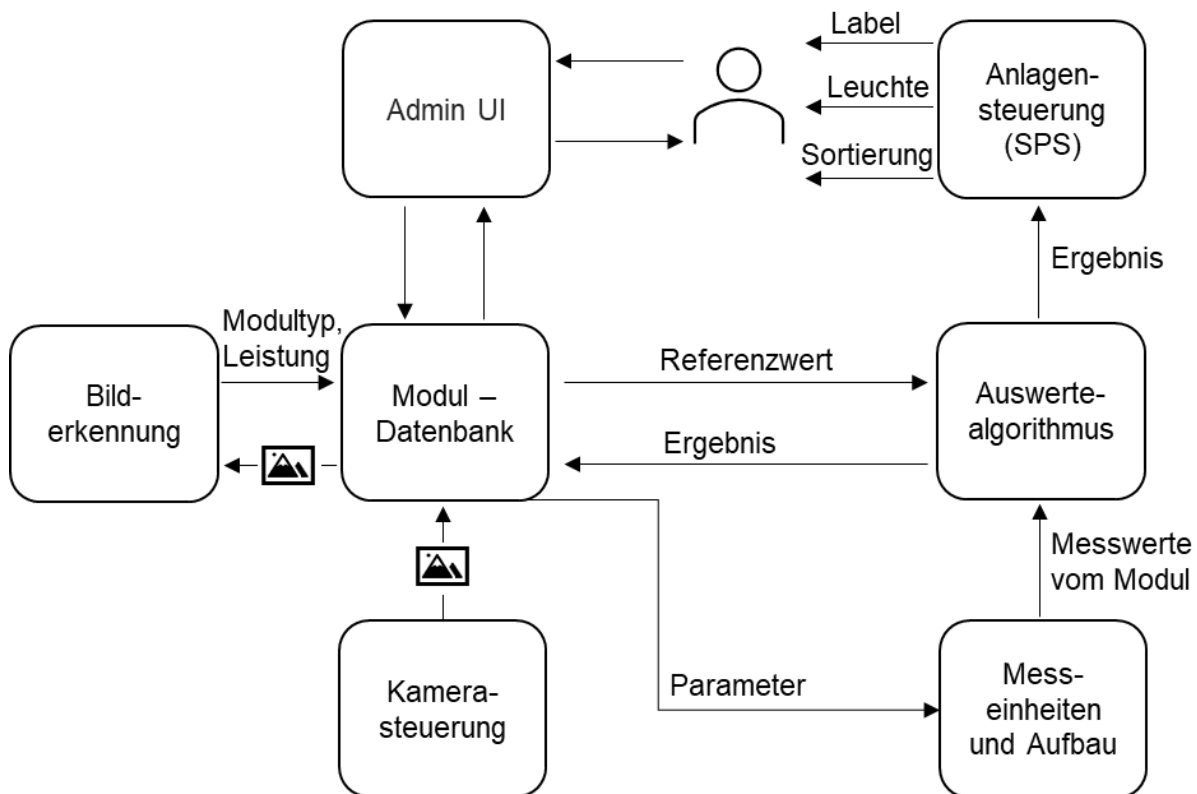 Label
Admin UI
Leuchte
Anlagen-
steuerung
(SPS)
Sortierung
Ergebnis
Modultyp,
Leistung
Bild-
erkennung
Modul –
Datenbank
Referenzwert
Ergebnis
Auswerte-
algorithmus
Messwerte
vom Modul
Kamera-
steuerung
Parameter
Mess-
einheiten
und Aufbau